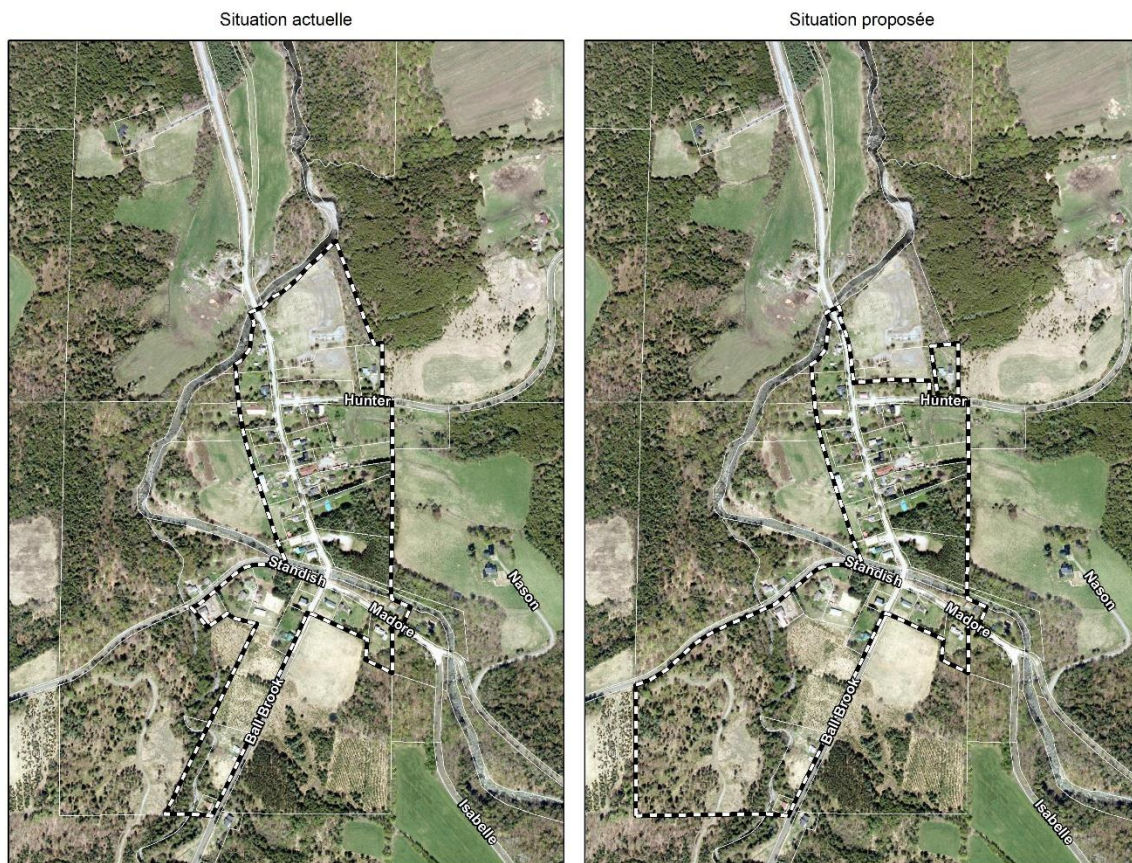 Situation actuelle
Situation proposée
Hunter
Standish
Madore
Nason
Ball Brook
Isabelle
Hunter
Standish
Madore
Nason
Ball Brook
Isabelle